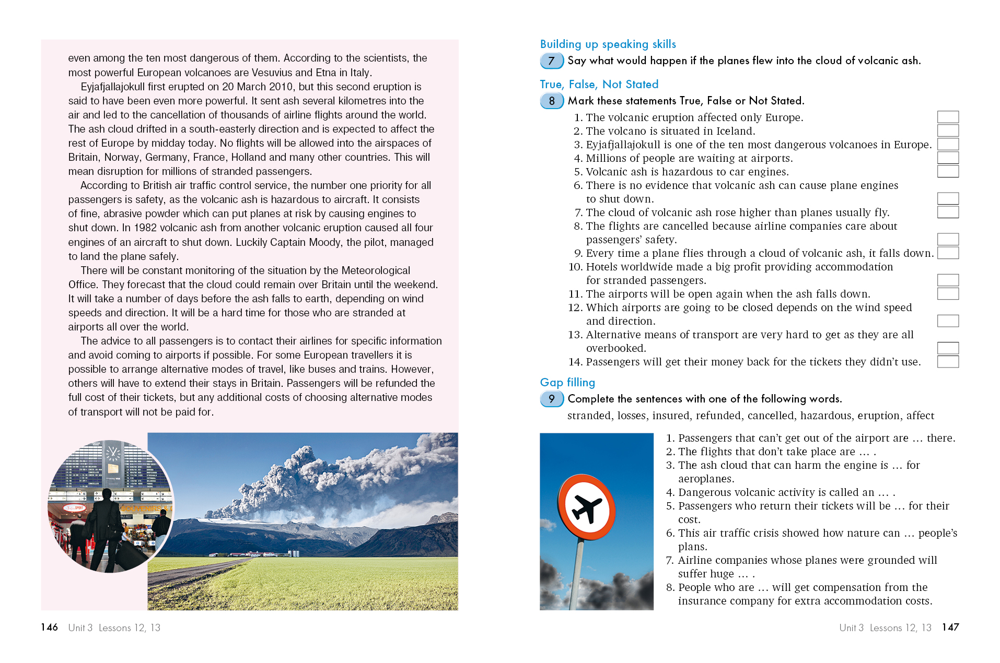 even among the ten most dangerous of them. According to the scientists, the
most powerful European volcanoes are Vesuvius and Etna in Italy.
Eyjafjallajokull first erupted on 20 March 2010, but this second eruption is
said to have been even more powerful. It sent ash several kilometres into the
air and led to the cancellation of thousands of airline flights around the world.
The ash cloud drifted in a south-easterly direction and is expected to affect the
rest of Europe by midday today. No flights will be allowed into the airspaces of
Britain, Norway, Germany, France, Holland and many other countries. This will
mean disruption for millions of stranded passengers.
According to British air traffic control service, the number one priority for all
passengers is safety, as the volcanic ash is hazardous to aircraft. It consists
of fine, abrasive powder which can put planes at risk by causing engines to
shut down. In 1982 volcanic ash from another volcanic eruption caused all four
engines of an aircraft to shut down. Luckily Captain Moody, the pilot, managed
to land the plane safely.
There will be constant monitoring of the situation by the Meteorological
Office. They forecast that the cloud could remain over Britain until the weekend.
It will take a number of days before the ash falls to earth, depending on wind
speeds and direction. It will be a hard time for those who are stranded at
airports all over the world.
The advice to all passengers is to contact their airlines for specific information
and avoid coming to airports if possible. For some European travellers it is
possible to arrange alternative modes of travel, like buses and trains. However,
others will have to extend their stays in Britain. Passengers will be refunded the
full cost of their tickets, but any additional costs of choosing alternative modes
of transport will not be paid for.
SPORT
SOUVENIRS &
146 Unit 3 Lessons 12, 13
Building up speaking skills
7 Say what would happen if the planes flew into the cloud of volcanic ash.
True, False, Not Stated
8 Mark these statements True, False or Not Stated.
1. The volcanic eruption affected only Europe.
2. The volcano is situated in Iceland.
3. Eyjafjallajokull is one of the ten most dangerous volcanoes in Europe.
4. Millions of people are waiting at airports.
5. Volcanic ash is hazardous to car engines.
6. There is no evidence that volcanic ash can cause plane engines
to shut down.
7. The cloud of volcanic ash rose higher than planes usually fly.
8. The flights are cancelled because airline companies care about
passengers' safety.
9. Every time a plane flies through a cloud of volcanic ash, it falls down.
10. Hotels worldwide made a big profit providing accommodation
for stranded passengers.
11. The airports will be open again when the ash falls down.
12. Which airports are going to be closed depends on the wind speed
and direction.
13. Alternative means of transport are very hard to get as they are all
overbooked.
14. Passengers will get their money back for the tickets they didn't use.
Gap filling
9 Complete the sentences with one of the following words.
stranded, losses, insured, refunded, cancelled, hazardous, eruption, affect
1. Passengers that can't get out of the airport are … there.
2. The flights that don't take place are … .
3. The ash cloud that can harm the engine is … for
aeroplanes.
4. Dangerous volcanic activity is called an … .
5. Passengers who return their tickets will be … for their
cost.
6. This air traffic crisis showed how nature can … people's
plans.
7. Airline companies whose planes were grounded will
suffer huge … .
8. People who are … will get compensation from the
insurance company for extra accommodation costs.
Unit 3 Lessons 12, 13 147